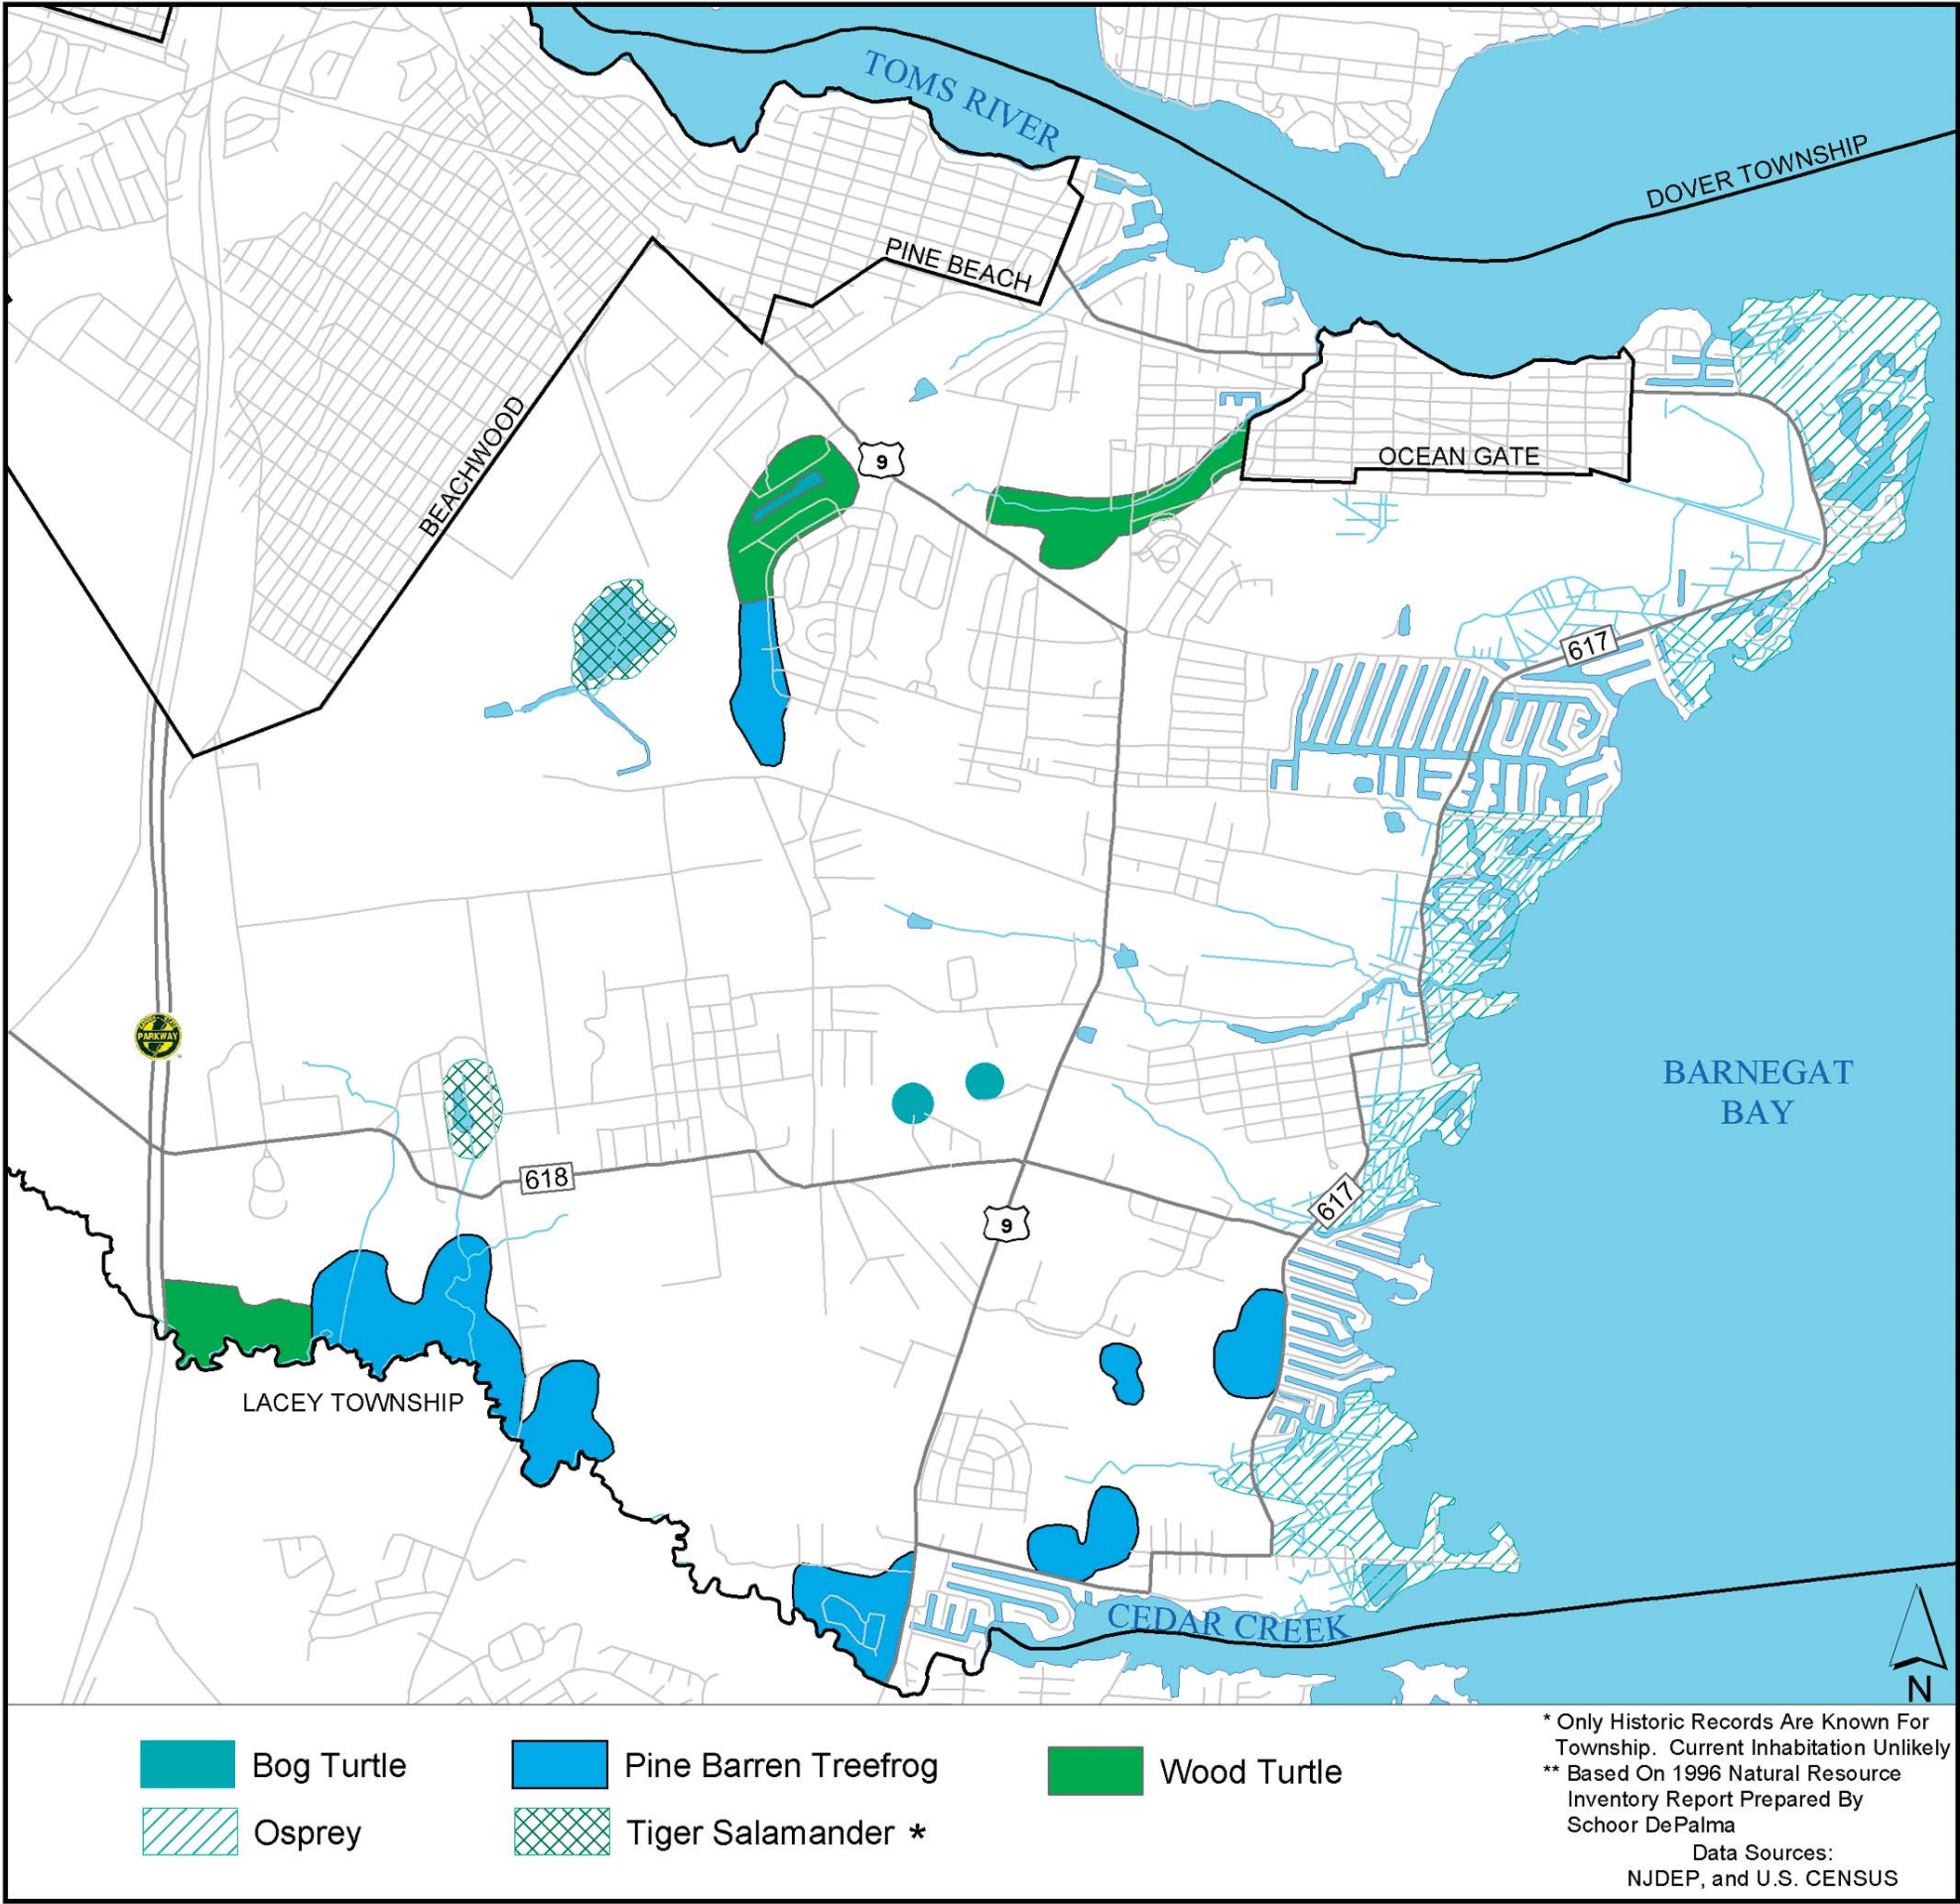 TOMS RIVER
DOVER TOWNSHIP
PINE BEACH
BEACHWOOD
9
OCEAN GATE
617
PARKWAY
BARNEGAT
BAY
618
617
9
LACEY TOWNSHIP
CEDAR CREEK
N
Bog Turtle
Pine Barren Treefrog
Wood Turtle
Osprey
Tiger Salamander *
* Only Historic Records Are Known For
Township. Current Inhabitation Unlikely
** Based On 1996 Natural Resource
Inventory Report Prepared By
Schoor DePalma
Data Sources:
NJDEP, and U.S. CENSUS